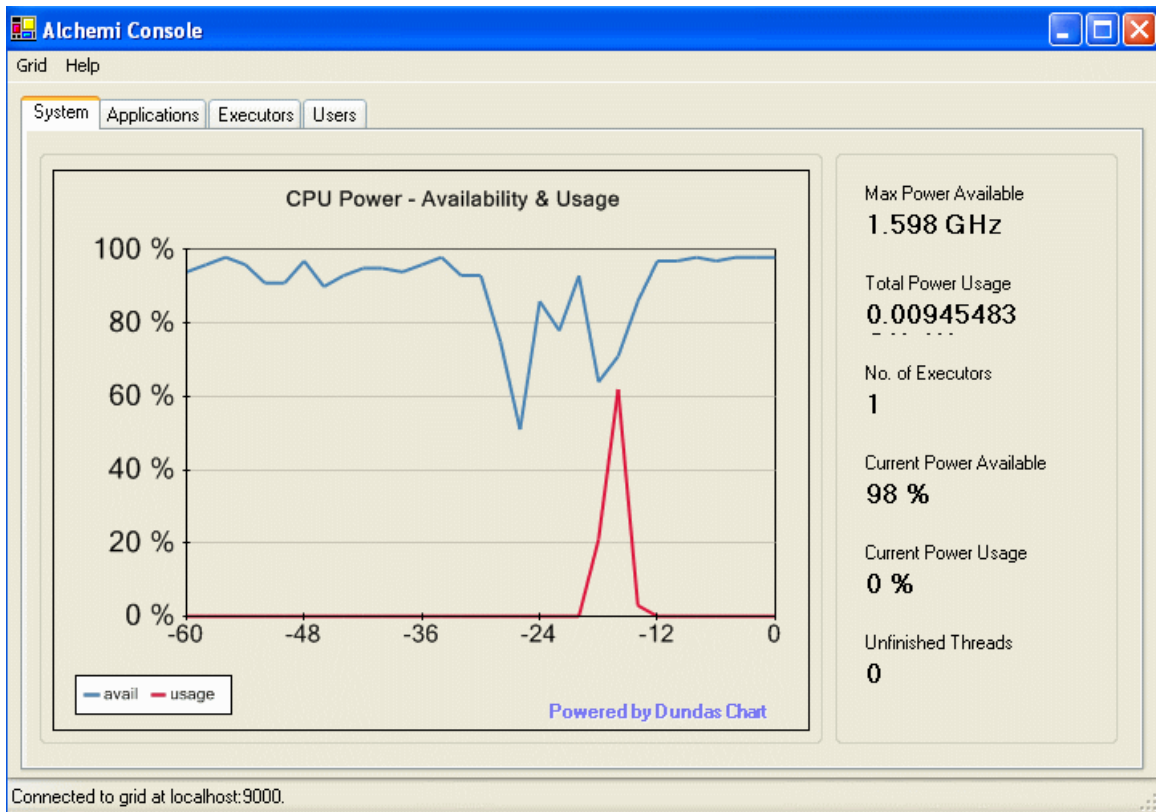 Alchemi Console
Grid Help
System Applications Executors Users
CPU Power - Availability & Usage
100 %
80 %
60 %
40 %
20 %
0 %
-60 -48 -36 -24 -12 0
avail usage
Powered by Dundas Chart
Max Power Available
1.598 GHz
Total Power Usage
0.00945483
No. of Executors
1
Current Power Available
98 %
Current Power Usage
0 %
Unfinished Threads
0
Connected to grid at localhost:9000.